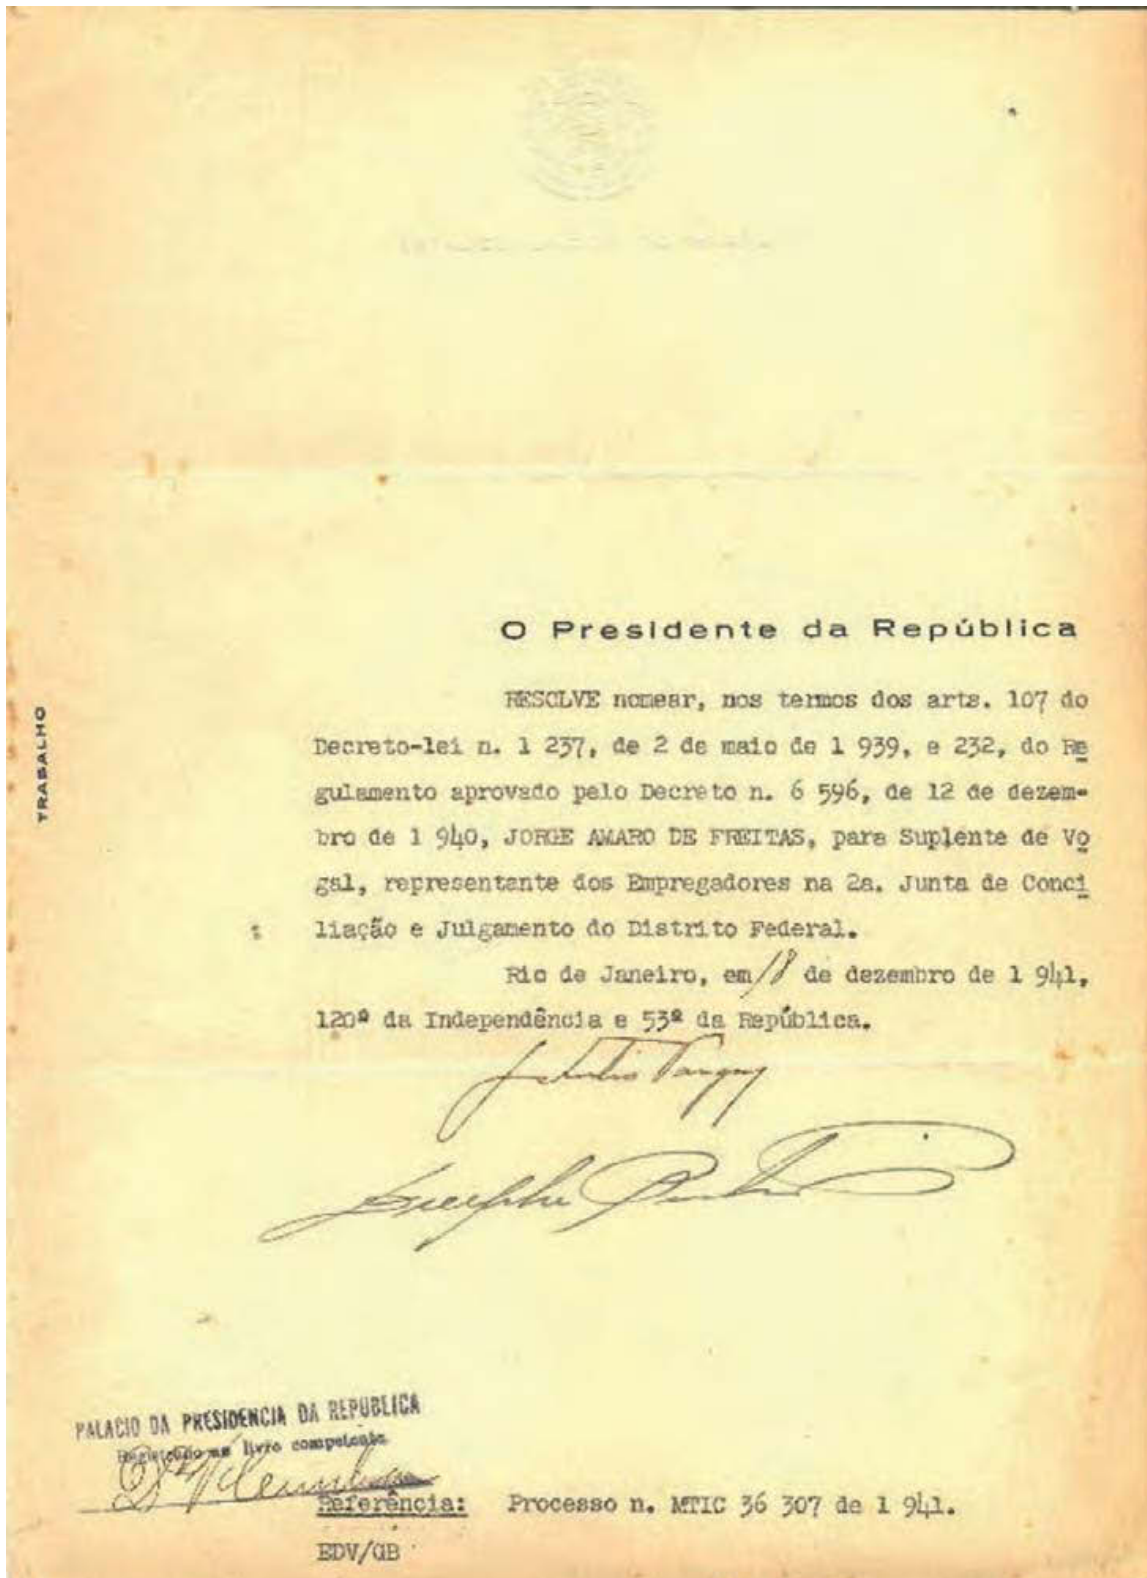 TRABALHO
O Presidente da República
RESOLVE nomear, nos termos dos arts. 107 do
Decreto-lei n. 1 237, de 2 de maio de 1 939, e 232, do Re
gulamento aprovado pelo Decreto n. 6 596, de 12 de dezem-
bro de 1 940, JORGE AMARO DE FREITAS, para Suplente de Vo
gal, representante dos Empregadores na 2a. Junta de Conci
liação e Julgamento do Distrito Federal.
Rio de Janeiro, em 18 de dezembro de 1 941,
120º da Independência e 53º da República.
Getulio Vargas
PALACIO DA PRESIDENCIA DA REPUBLICA
Registrado no livro competente
Referência: Processo n. MTIC 36 307 de 1 941.
EDV/GB